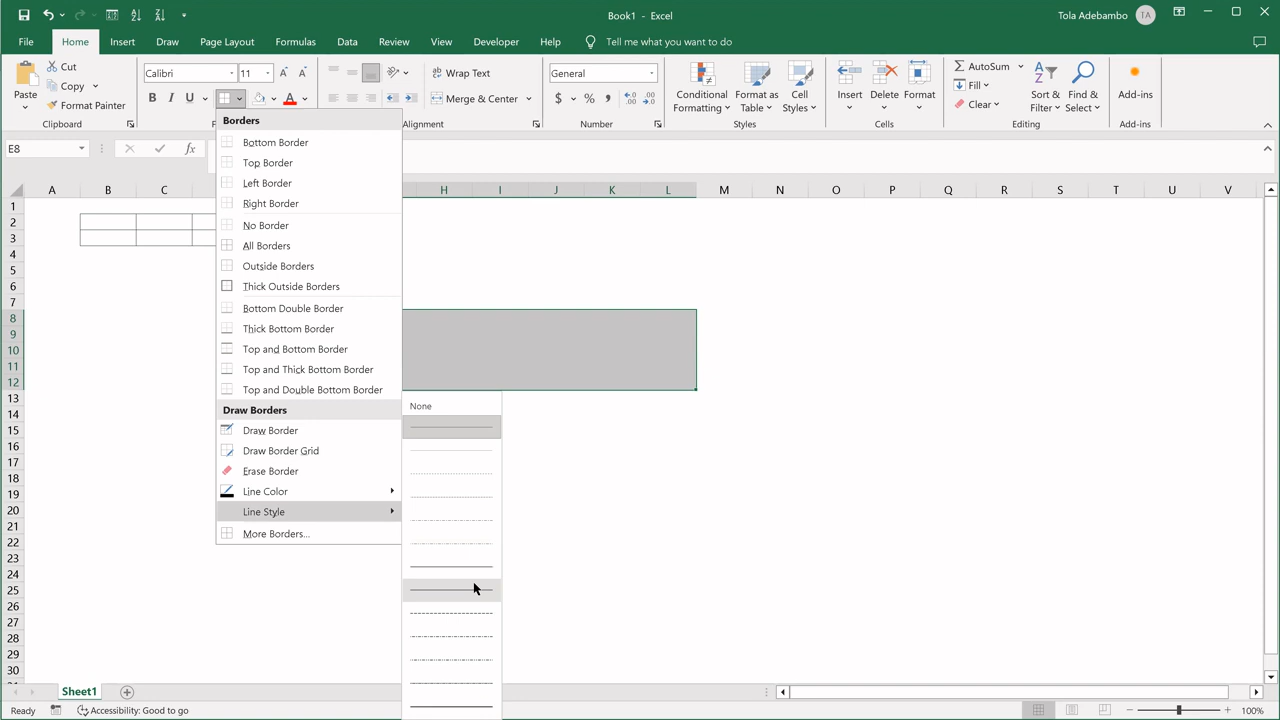 Book1 - Excel
Tola Adebambo
TA
File Home Insert Draw Page Layout Formulas Data Review View Developer Help Tell me what you want to do
Cut
Copy
Format Painter
Paste
Clipboard
Calibri 11
B I U A
Wrap Text
Merge & Center
Alignment
General
$ % ,
Number
Conditional Formatting
Format as Table
Cell Styles
Styles
Insert Delete Format
Cells
AutoSum
Fill
Clear
Sort & Filter
Find & Select
Editing
Add-ins
Add-ins
E8 fx
A B C H I J K L M N O P Q R S T U V
1
2
3
4
5
6
7
8
9
10
11
12
13
14
15
16
17
18
19
20
21
22
23
24
25
26
27
28
29
30
Borders
Bottom Border
Top Border
Left Border
Right Border
No Border
All Borders
Outside Borders
Thick Outside Borders
Bottom Double Border
Thick Bottom Border
Top and Bottom Border
Top and Thick Bottom Border
Top and Double Bottom Border
Draw Borders
Draw Border
Draw Border Grid
Erase Border
Line Color
Line Style
More Borders...
None
Sheet1
Ready Accessibility: Good to go 100%